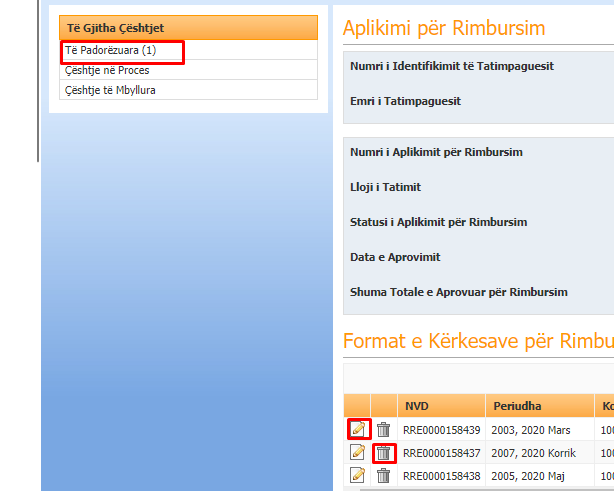 Të Gjitha Çështjet
Të Padorëzuara (1)
Çështje në Proces
Çështje të Mbyllura
Aplikimi për Rimbursim
Numri i Identifikimit të Tatimpaguesit
Emri i Tatimpaguesit
Numri i Aplikimit për Rimbursim
Lloji i Tatimit
Statusi i Aplikimit për Rimbursim
Data e Aprovimit
Shuma Totale e Aprovuar për Rimbursim
Format e Kërkesave për Rimbu
NVD Periudha Ko
RRE0000158439 2003, 2020 Mars 100
RRE0000158437 2007, 2020 Korrik 100
RRE0000158438 2005, 2020 Maj 100